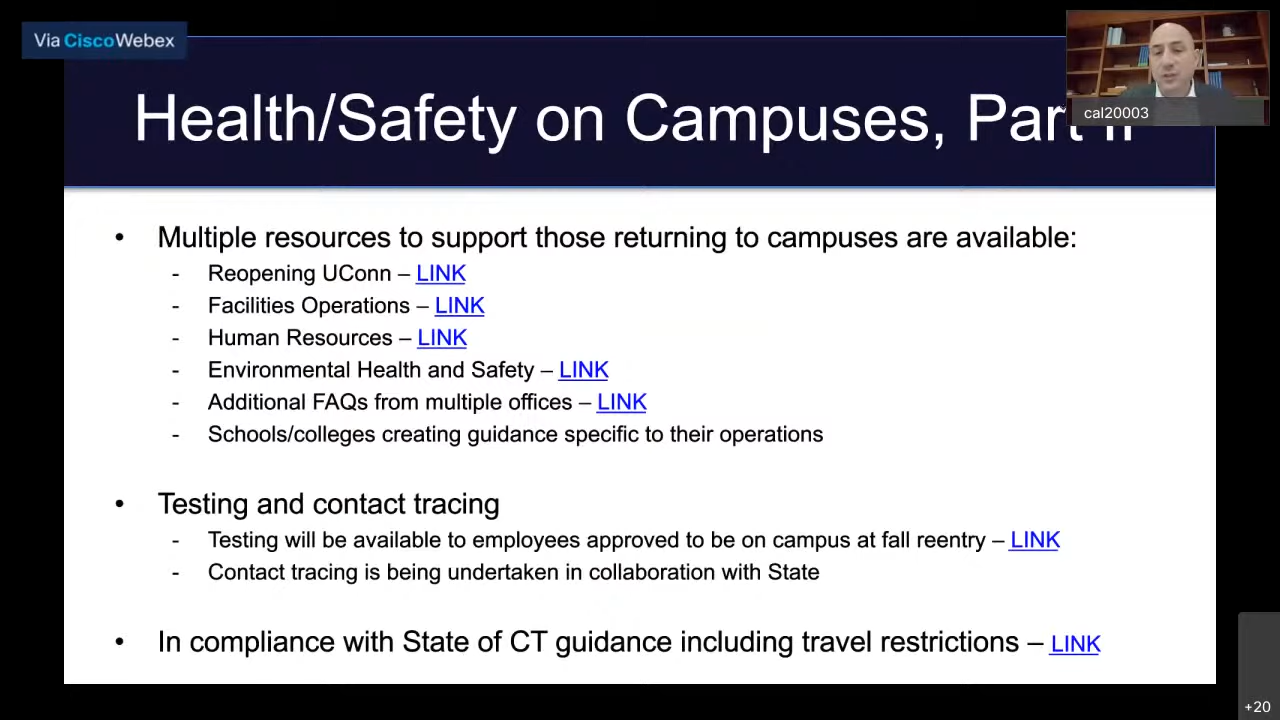 Via CiscoWebex
cal20003
Health/Safety on Campuses, Part II
• Multiple resources to support those returning to campuses are available:
- Reopening UConn – LINK
- Facilities Operations – LINK
- Human Resources – LINK
- Environmental Health and Safety – LINK
- Additional FAQs from multiple offices – LINK
- Schools/colleges creating guidance specific to their operations
• Testing and contact tracing
- Testing will be available to employees approved to be on campus at fall reentry – LINK
- Contact tracing is being undertaken in collaboration with State
• In compliance with State of CT guidance including travel restrictions – LINK
+20